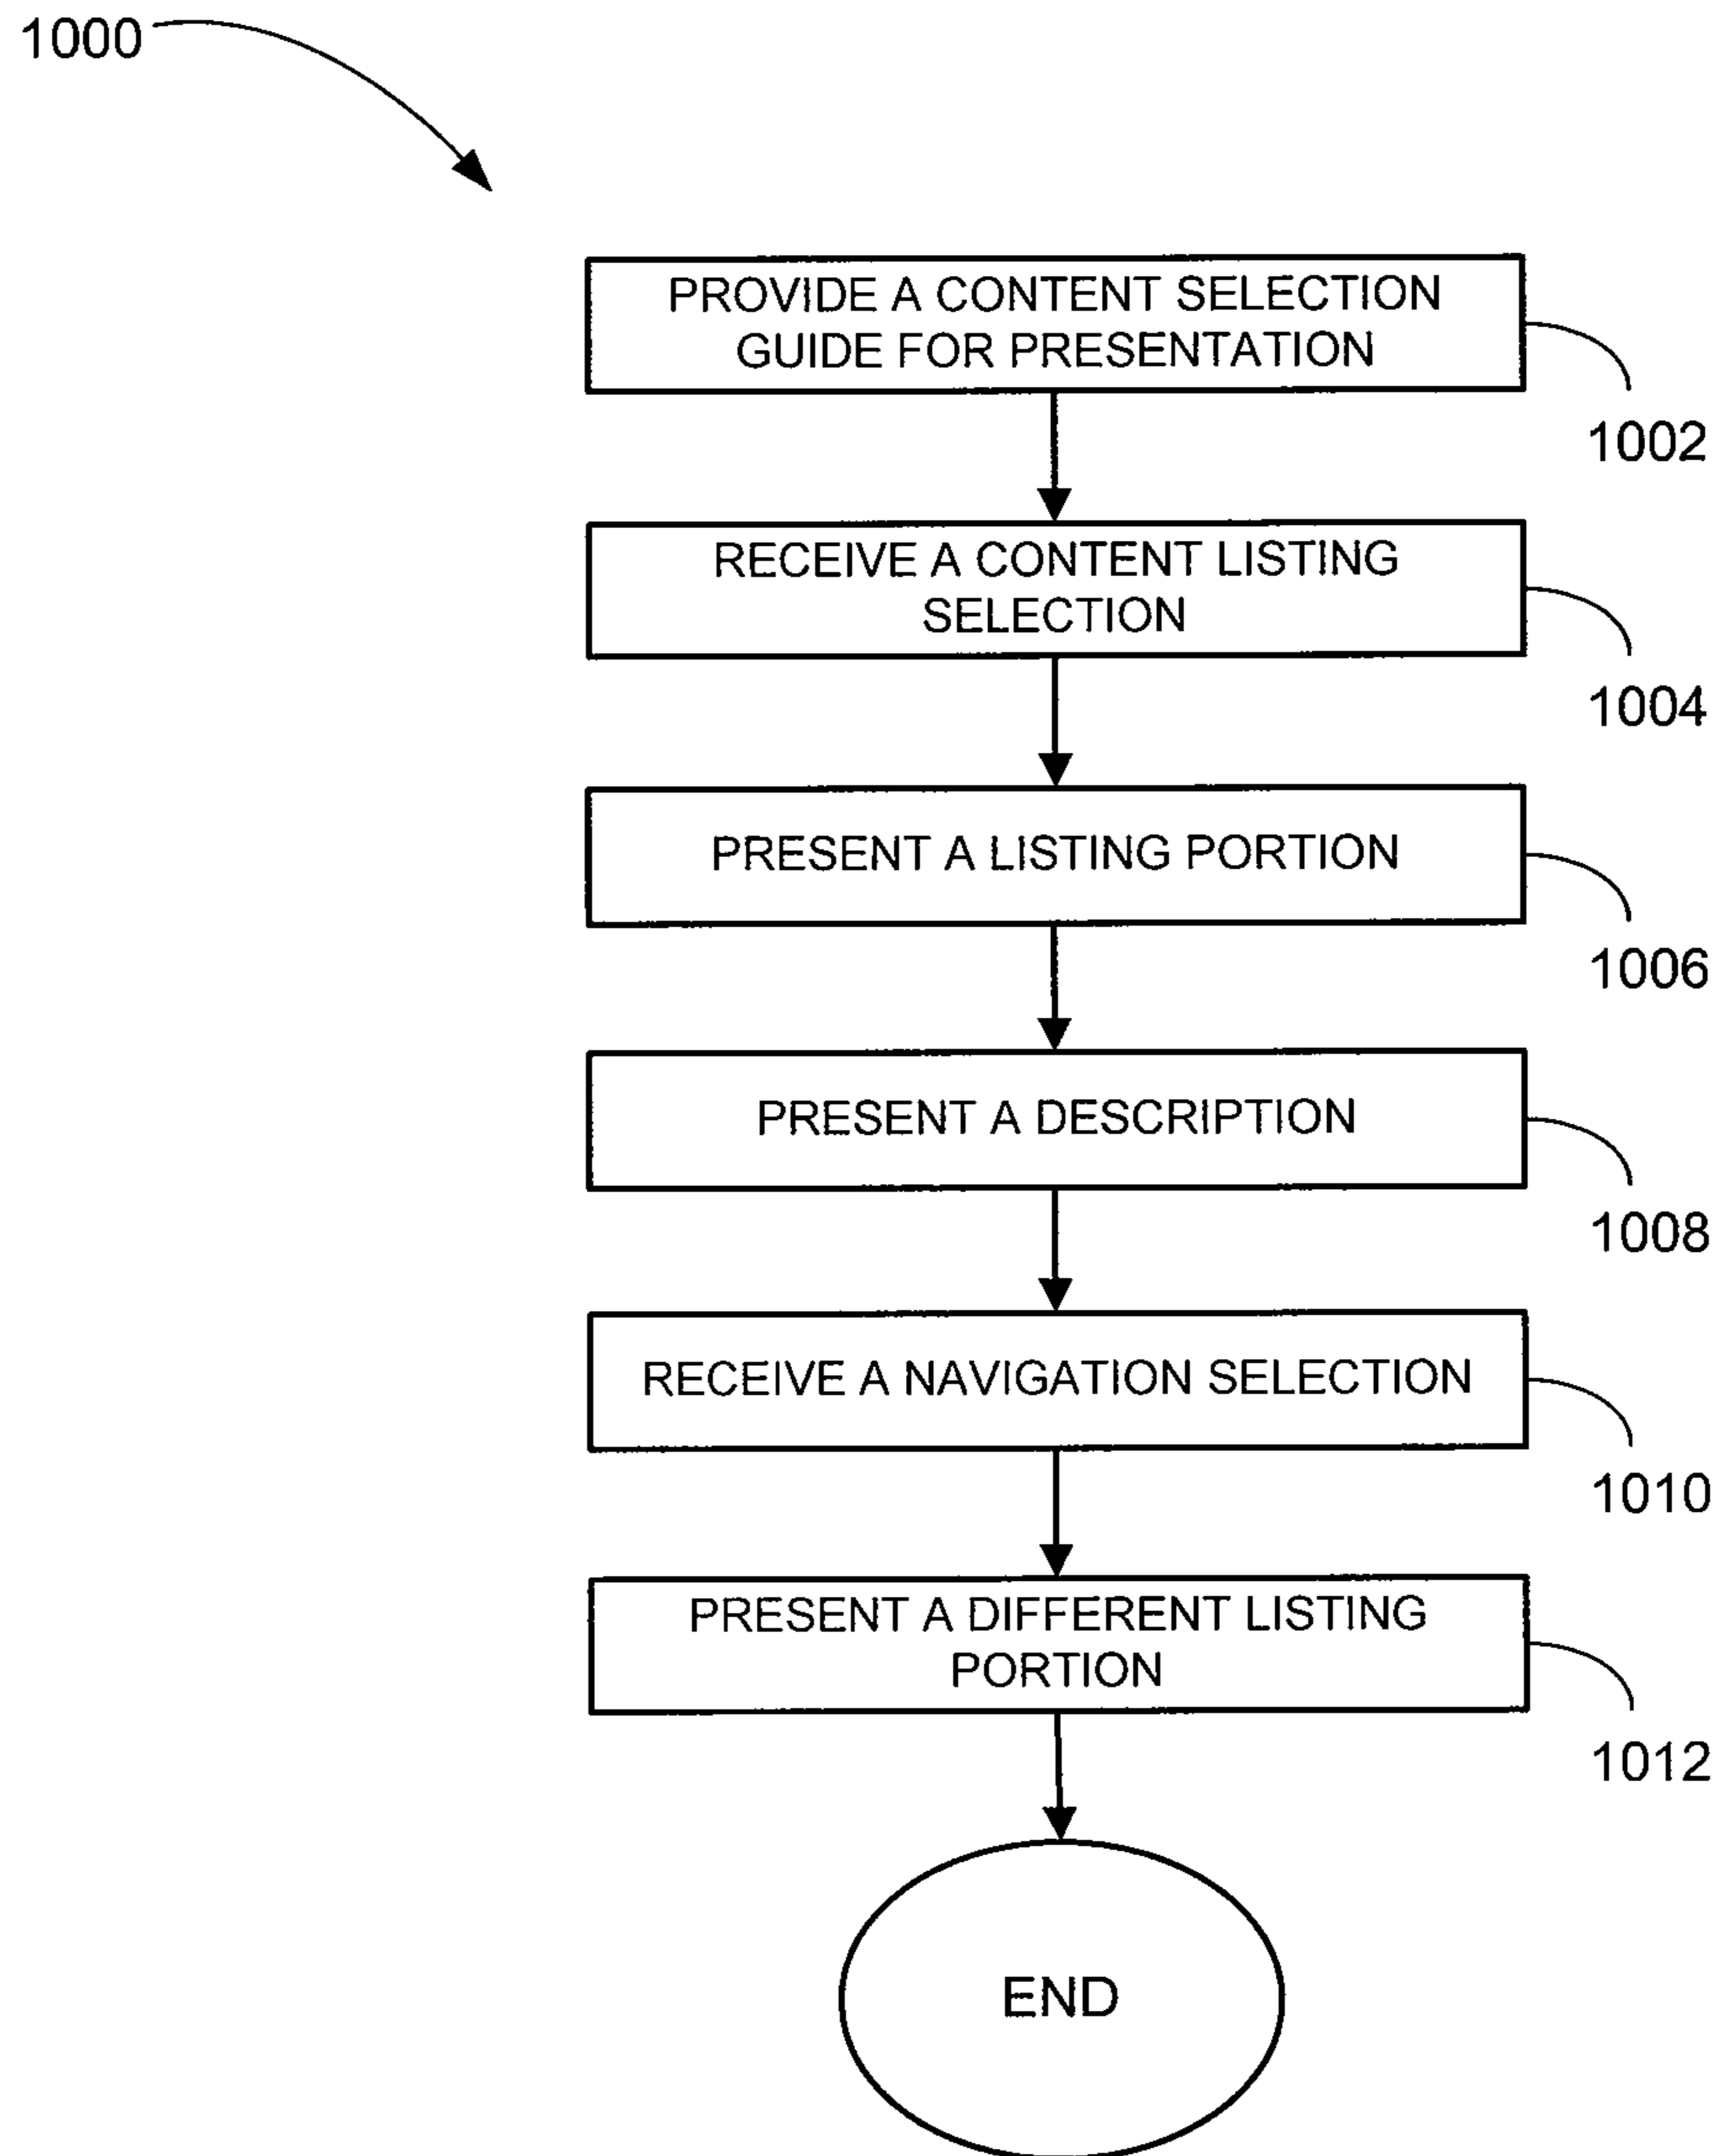 1000
PROVIDE A CONTENT SELECTION
GUIDE FOR PRESENTATION
1002
RECEIVE A CONTENT LISTING
SELECTION
1004
PRESENT A LISTING PORTION
1006
PRESENT A DESCRIPTION
1008
RECEIVE A NAVIGATION SELECTION
1010
PRESENT A DIFFERENT LISTING
PORTION
1012
END